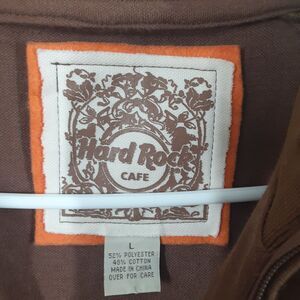 Hard Rock
CAFE
L
52% POLYESTER
48% COTTON
MADE IN CHINA
OVER FOR CARE